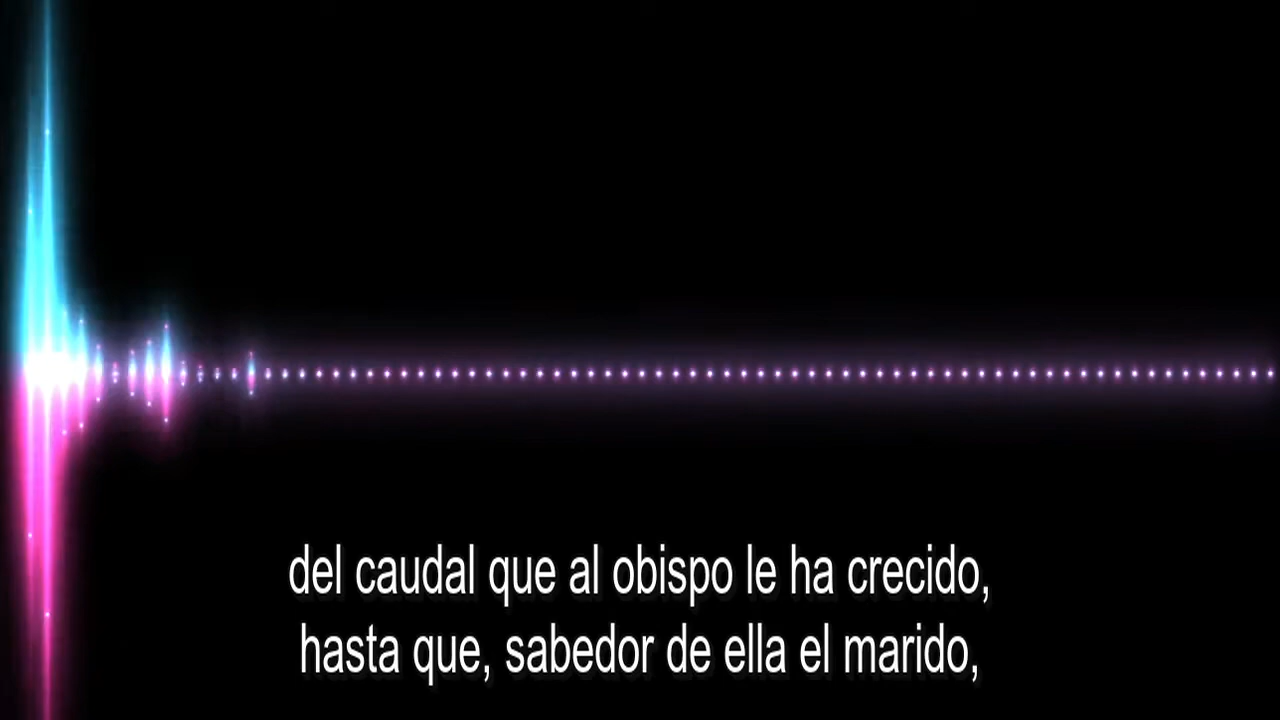 del caudal que al obispo le ha crecido,
hasta que, sabedor de ella el marido,